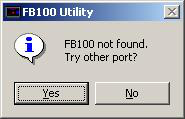 FB100 Utility
FB100 not found.
Try other port?
Yes
No